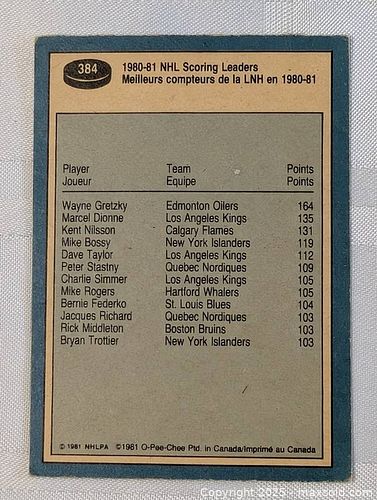 384
1980-81 NHL Scoring Leaders
Meilleurs compteurs de la LNH en 1980-81
Player Team Points
Joueur Equipe Points
Wayne Gretzky Edmonton Oilers 164
Marcel Dionne Los Angeles Kings 135
Kent Nilsson Calgary Flames 131
Mike Bossy New York Islanders 119
Dave Taylor Los Angeles Kings 112
Peter Stastny Quebec Nordiques 109
Charlie Simmer Los Angeles Kings 105
Mike Rogers Hartford Whalers 105
Bernie Federko St. Louis Blues 104
Jacques Richard Quebec Nordiques 103
Rick Middleton Boston Bruins 103
Bryan Trottier New York Islanders 103
© 1981 NHLPA ©1981 O-Pee-Chee Ptd. in Canada/Imprimé au Canada